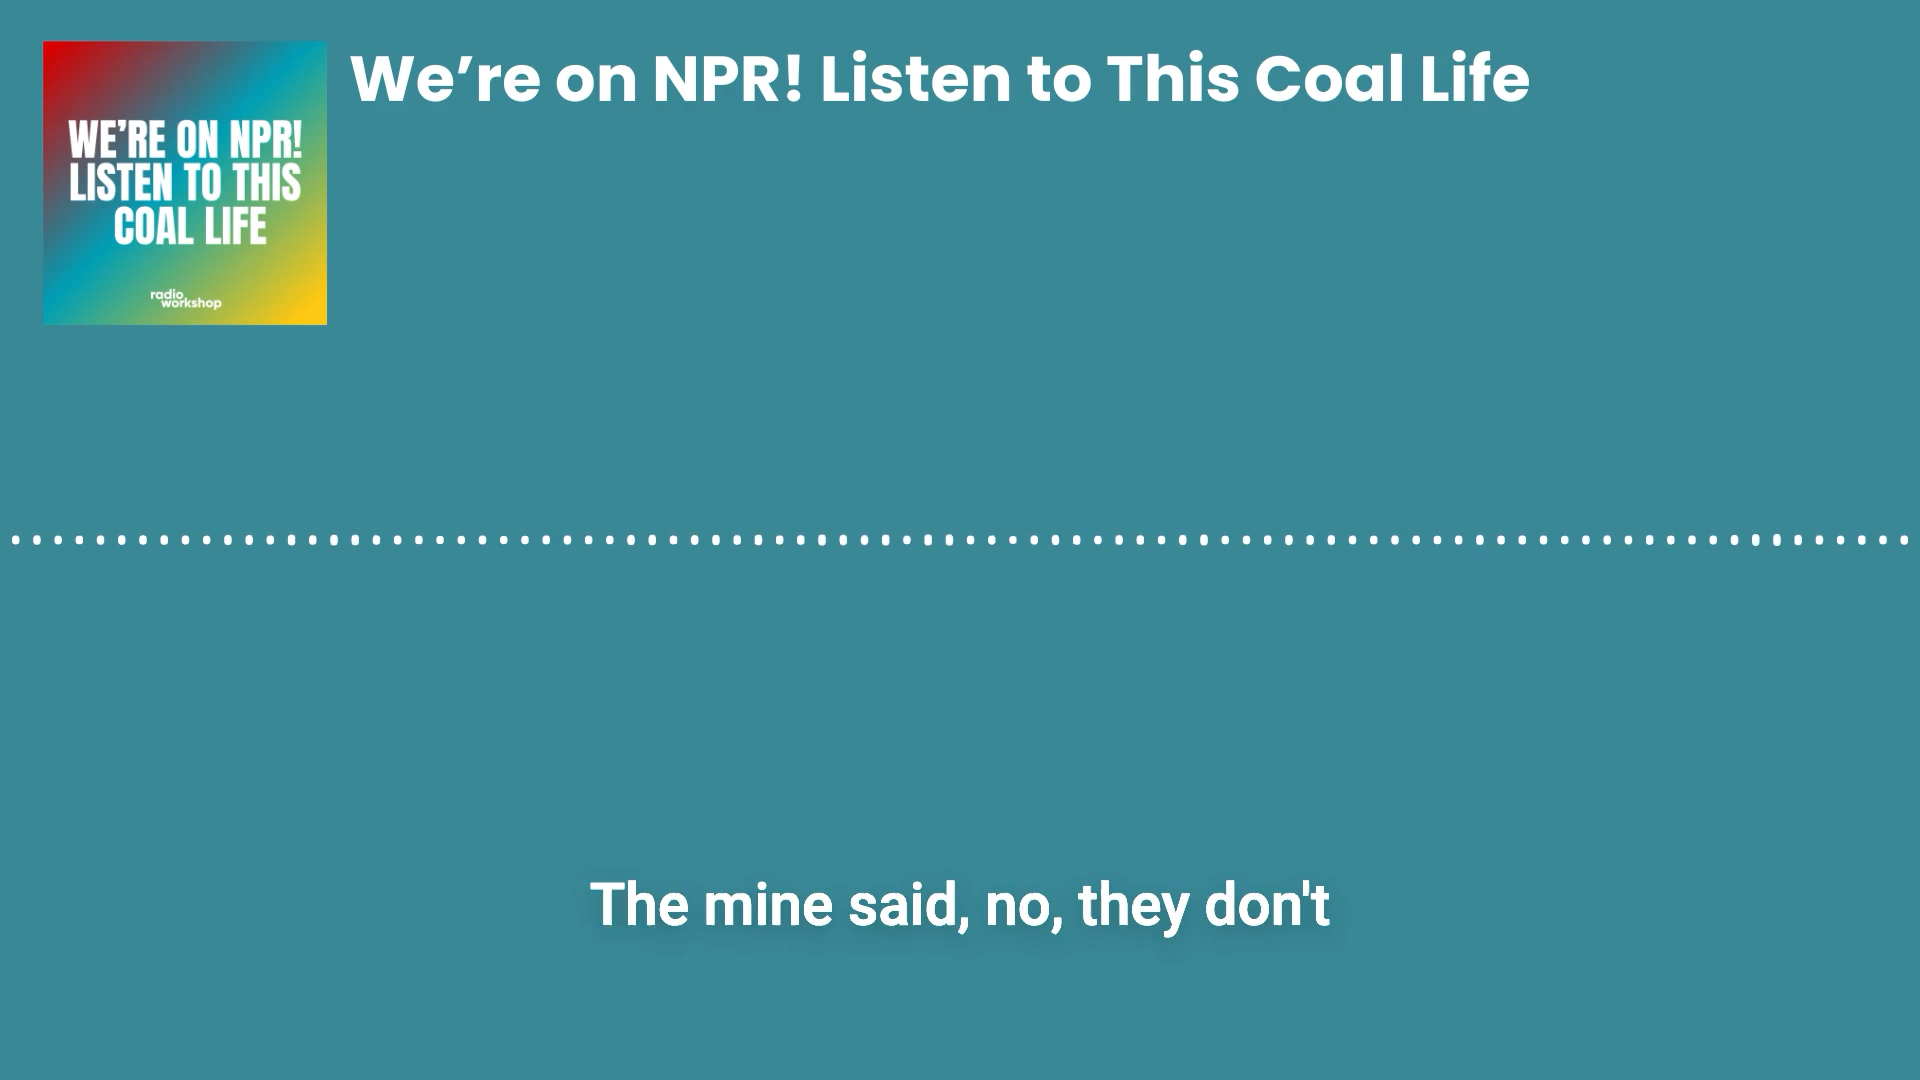 We’re on NPR! Listen to This Coal Life
WE’RE ON NPR!
LISTEN TO THIS
COAL LIFE
radio
workshop
The mine said, no, they don't